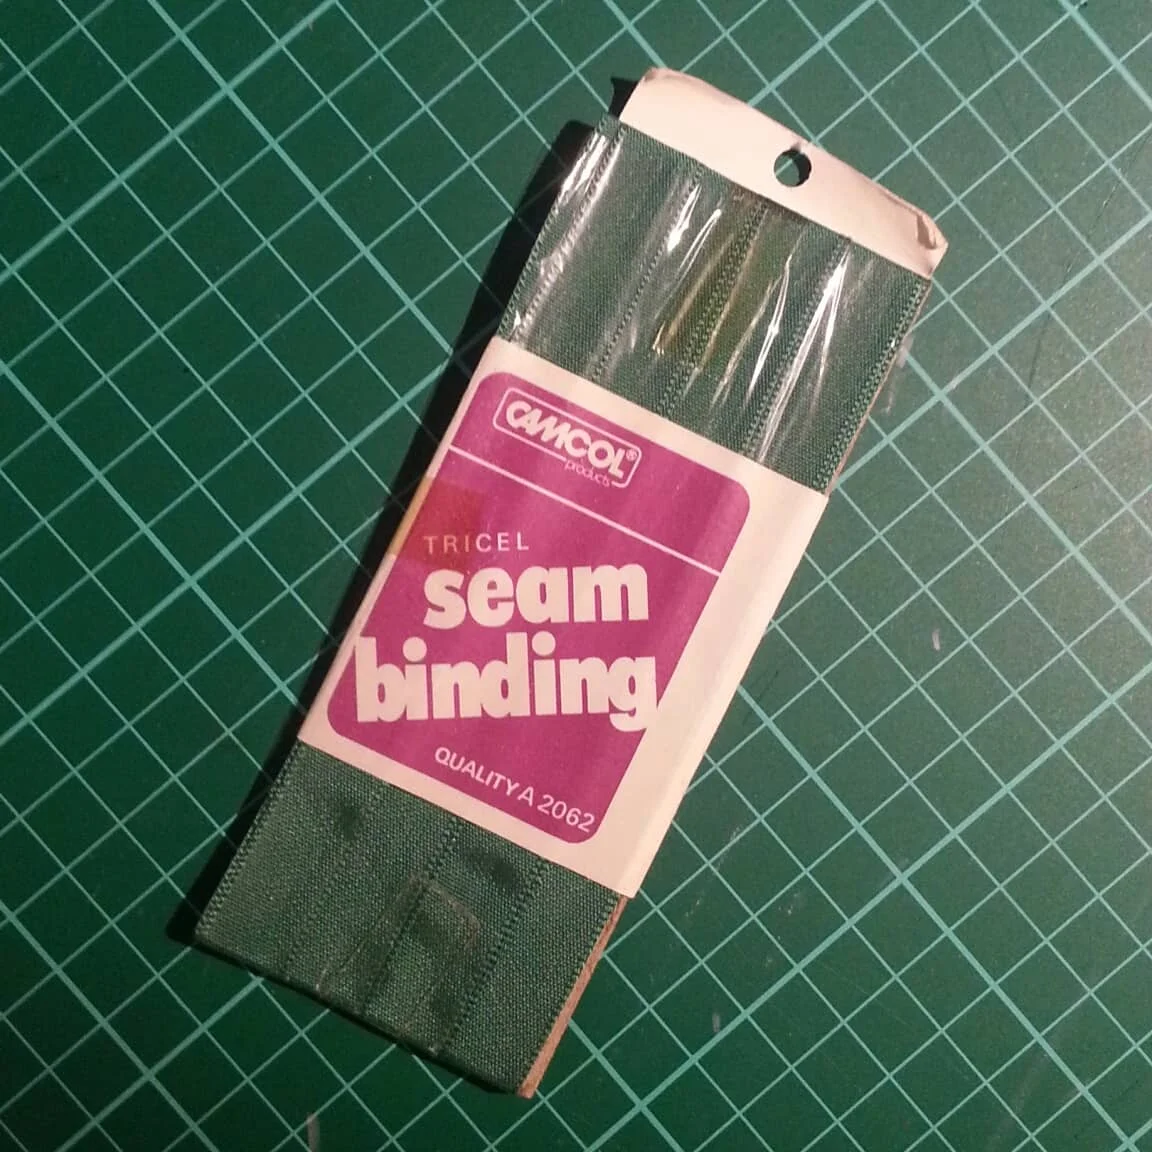 CAMCOL®
products
TRICEL
seam
binding
QUALITY A 2062